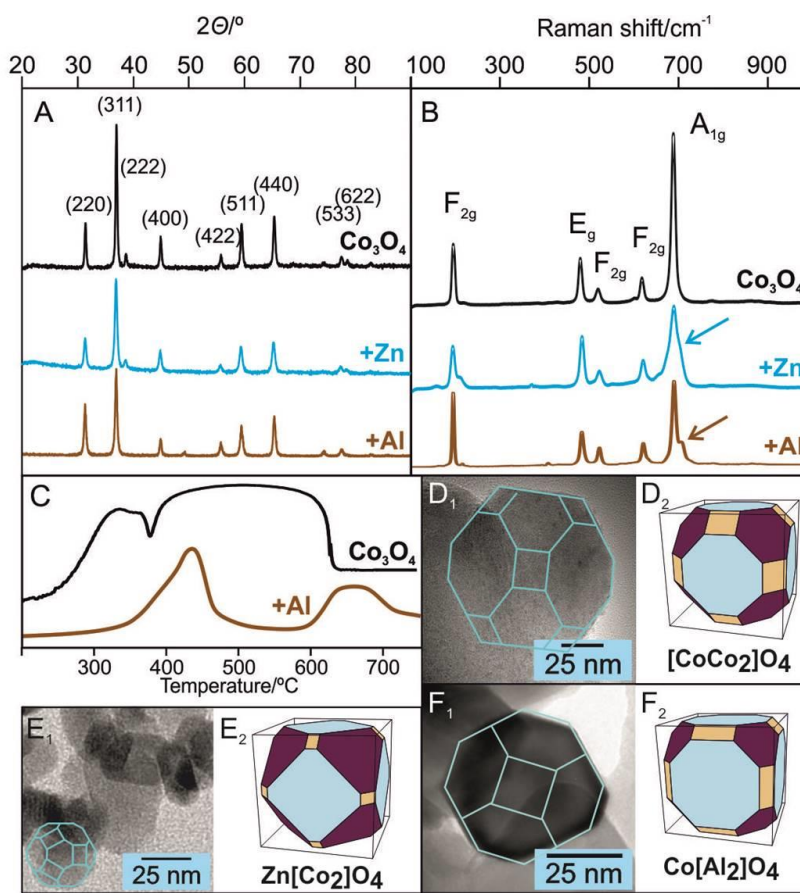 2Θ/º
Raman shift/cm⁻¹
20 30 40 50 60 70 80
100 300 500 700 900
A
(311)
(222)
(220)
(400)
(422)
(511)
(440)
(533)
(622)
Co₃O₄
+Zn
+Al
B
F₂g
E_g
F₂g
F₂g
A₁g
Co₃O₄
+Zn
+Al
C
Co₃O₄
+Al
300 400 500 600 700
Temperature/ºC
D₁
25 nm
D₂
[CoCo₂]O₄
E₁
25 nm
E₂
Zn[Co₂]O₄
F₁
25 nm
F₂
Co[Al₂]O₄